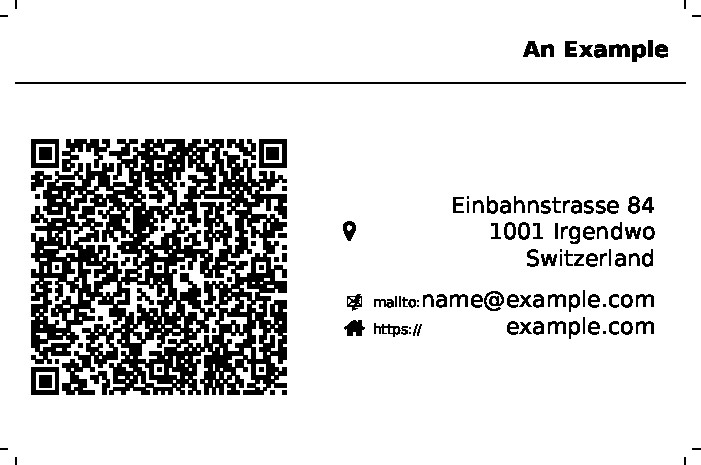 An Example
Einbahnstrasse 84
1001 Irgendwo
Switzerland
mailto:name@example.com
https:// example.com